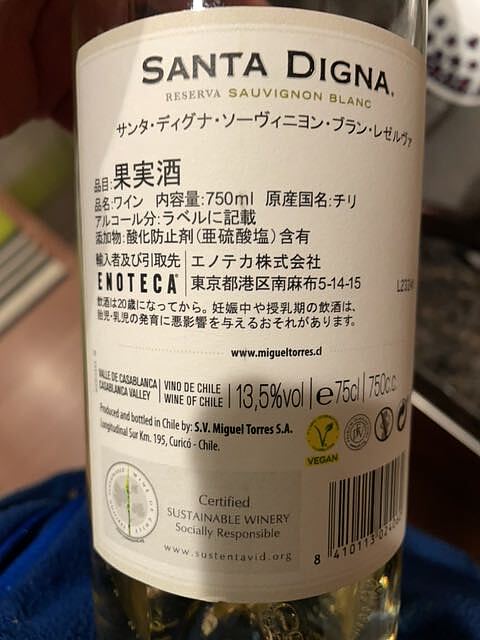 SANTA DIGNA.
RESERVA SAUVIGNON BLANC
サンタ・ディグナ・ソーヴィニヨン・ブラン・レゼルヴァ
品目:果実酒
品名:ワイン 内容量:750ml 原産国名:チリ
アルコール分:ラベルに記載
添加物:酸化防止剤(亜硫酸塩)含有
輸入者及び引取先 エノテカ株式会社
ENOTECA 東京都港区南麻布5-14-15
飲酒は20歳になってから。妊娠中や授乳期の飲酒は、
胎児・乳児の発育に悪影響を与えるおそれがあります。
www.migueltorres.cl
VALLE DE CASABLANCA VINO DE CHILE 13,5%vol e75cl 750c.c.
CASABLANCA VALLEY WINE OF CHILE
Produced and bottled in Chile by: S.V. Miguel Torres S.A.
Longitudinal Sur Km. 195, Curicó - Chile.
VEGAN
Certified
SUSTAINABLE WINERY
Socially Responsible
www.sustentavid.org